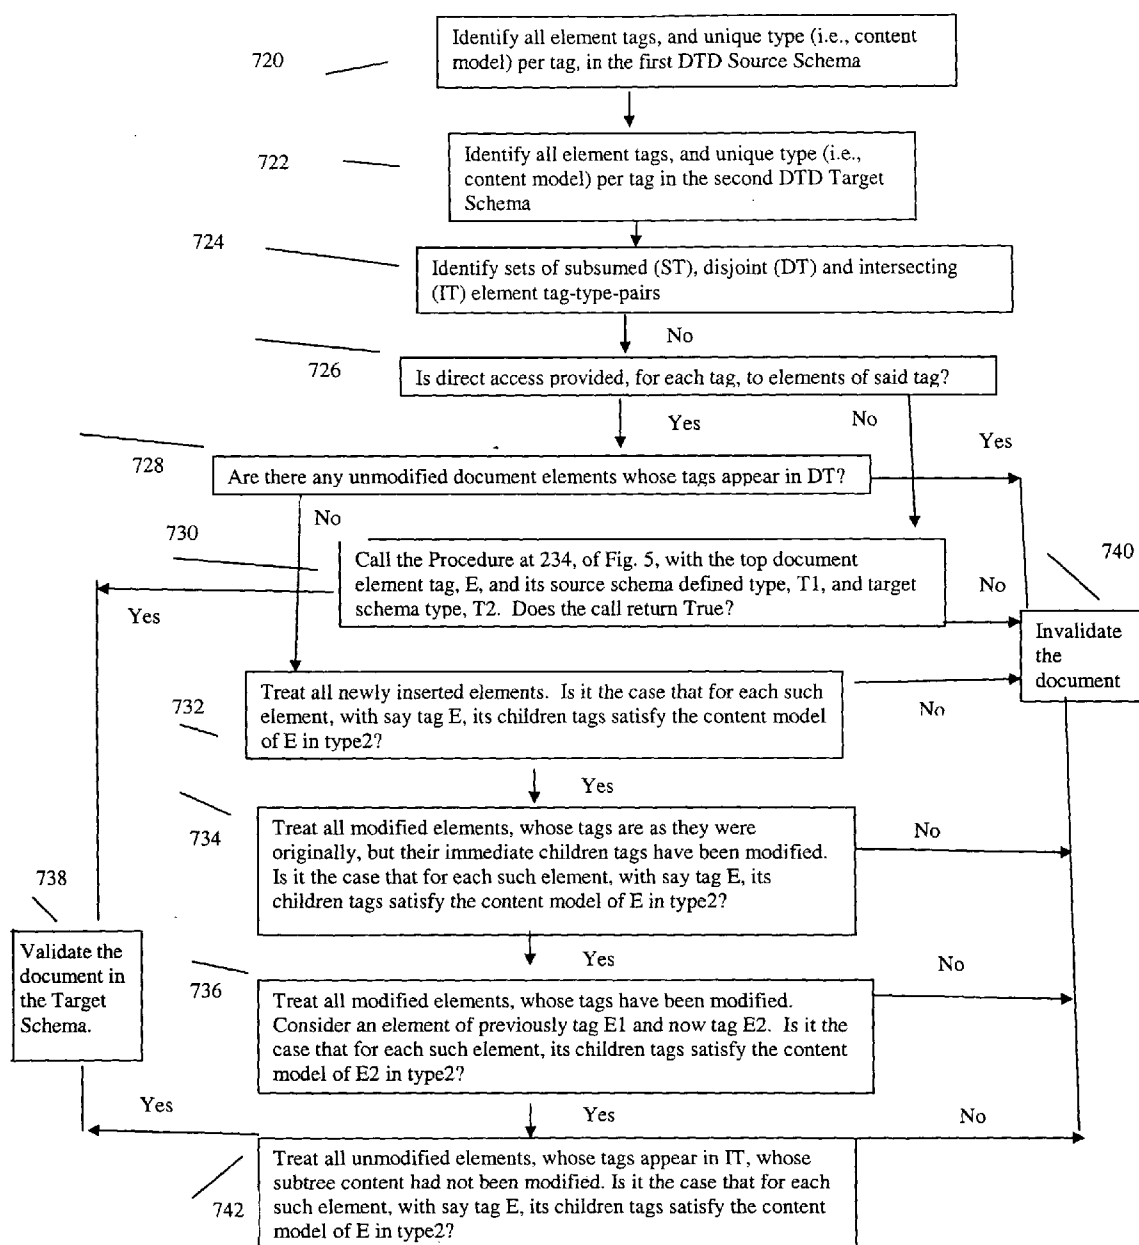 720
Identify all element tags, and unique type (i.e., content
model) per tag, in the first DTD Source Schema
722
Identify all element tags, and unique type (i.e.,
content model) per tag in the second DTD Target
Schema
724
Identify sets of subsumed (ST), disjoint (DT) and intersecting
(IT) element tag-type-pairs
No
726
Is direct access provided, for each tag, to elements of said tag?
Yes
No
Yes
728
Are there any unmodified document elements whose tags appear in DT?
No
730
Call the Procedure at 234, of Fig. 5, with the top document
element tag, E, and its source schema defined type, T1, and target
schema type, T2. Does the call return True?
740
No
Yes
Invalidate
the
document
732
Treat all newly inserted elements. Is it the case that for each such
element, with say tag E, its children tags satisfy the content model
of E in type2?
No
Yes
734
Treat all modified elements, whose tags are as they were
originally, but their immediate children tags have been modified.
Is it the case that for each such element, with say tag E, its
children tags satisfy the content model of E in type2?
No
738
Validate the
document in
the Target
Schema.
Yes
No
736
Treat all modified elements, whose tags have been modified.
Consider an element of previously tag E1 and now tag E2. Is it the
case that for each such element, its children tags satisfy the content
model of E2 in type2?
Yes
Yes
No
742
Treat all unmodified elements, whose tags appear in IT, whose
subtree content had not been modified. Is it the case that for each
such element, with say tag E, its children tags satisfy the content
model of E in type2?